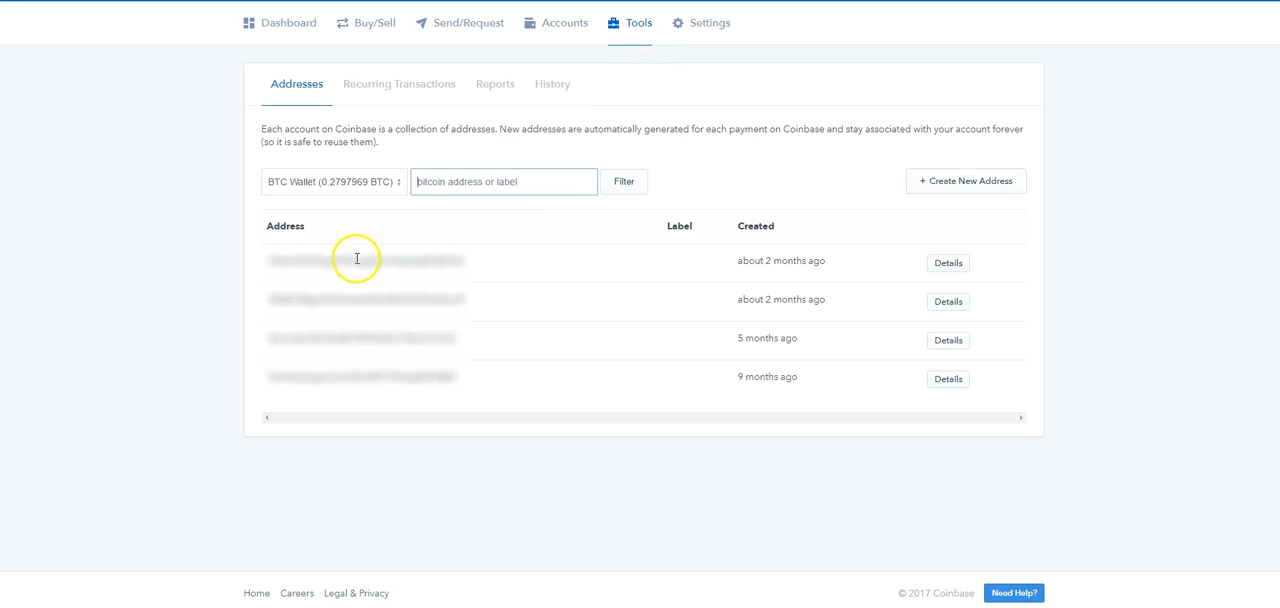 Dashboard Buy/Sell Send/Request Accounts Tools Settings
Addresses Recurring Transactions Reports History
Each account on Coinbase is a collection of addresses. New addresses are automatically generated for each payment on Coinbase and stay associated with your account forever
(so it is safe to reuse them).
BTC Wallet (0.2797969 BTC) bitcoin address or label Filter + Create New Address
Address Label Created
about 2 months ago Details
about 2 months ago Details
5 months ago Details
9 months ago Details
Home Careers Legal & Privacy © 2017 Coinbase Need Help?